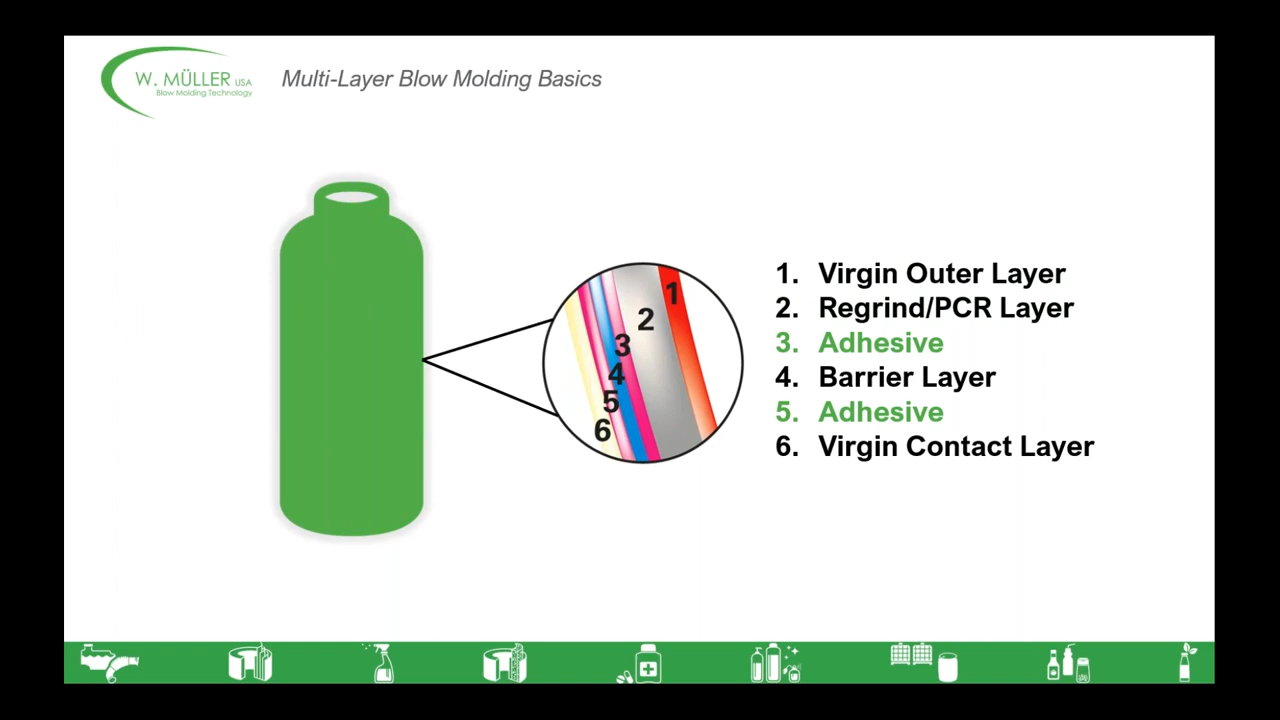 W. MÜLLER USA
Blow Molding Technology
Multi-Layer Blow Molding Basics
1
2
3
4
5
6
1. Virgin Outer Layer
2. Regrind/PCR Layer
3. Adhesive
4. Barrier Layer
5. Adhesive
6. Virgin Contact Layer